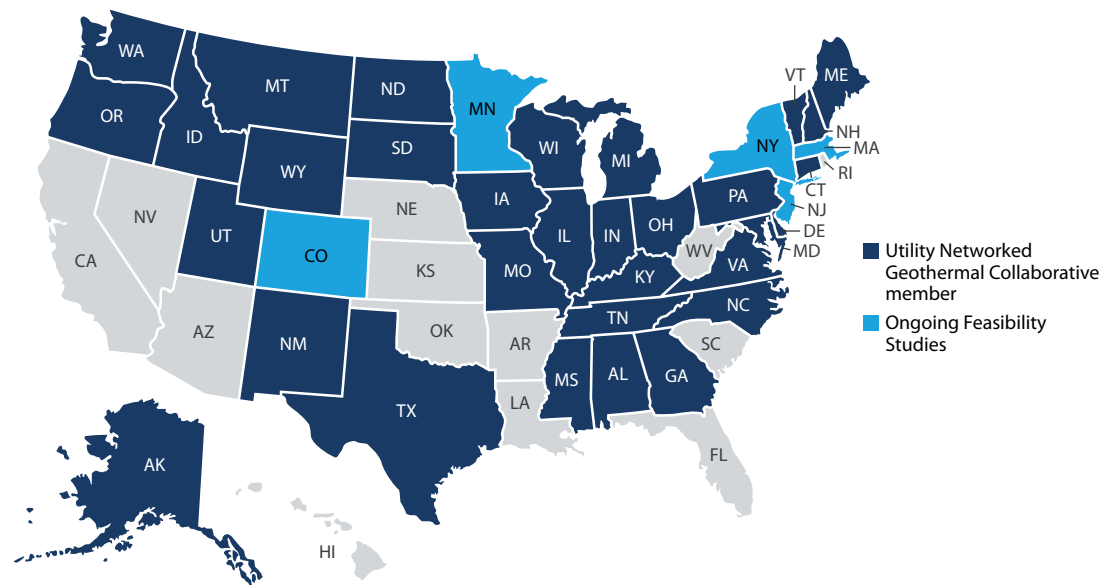 WA
MT
ND
MN
VT
ME
OR
ID
SD
WI
MI
NY
NH
MA
WY
RI
CT
IA
PA
NE
NJ
NV
OH
DE
UT
IL
IN
CO
WV
MD
CA
KS
MO
VA
KY
NC
TN
AZ
OK
NM
AR
SC
MS
AL
GA
LA
TX
FL
AK
HI
Utility Networked
Geothermal Collaborative
member
Ongoing Feasibility
Studies